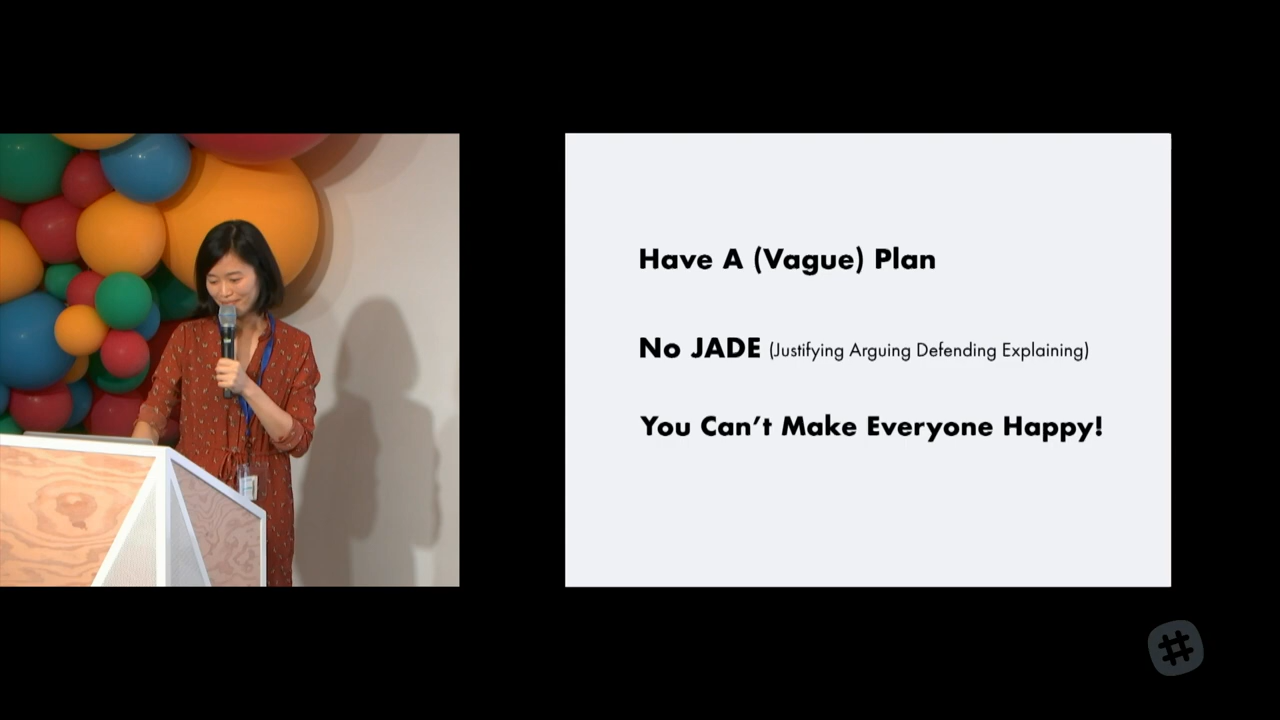 Have A (Vague) Plan
No JADE (Justifying Arguing Defending Explaining)
You Can't Make Everyone Happy!